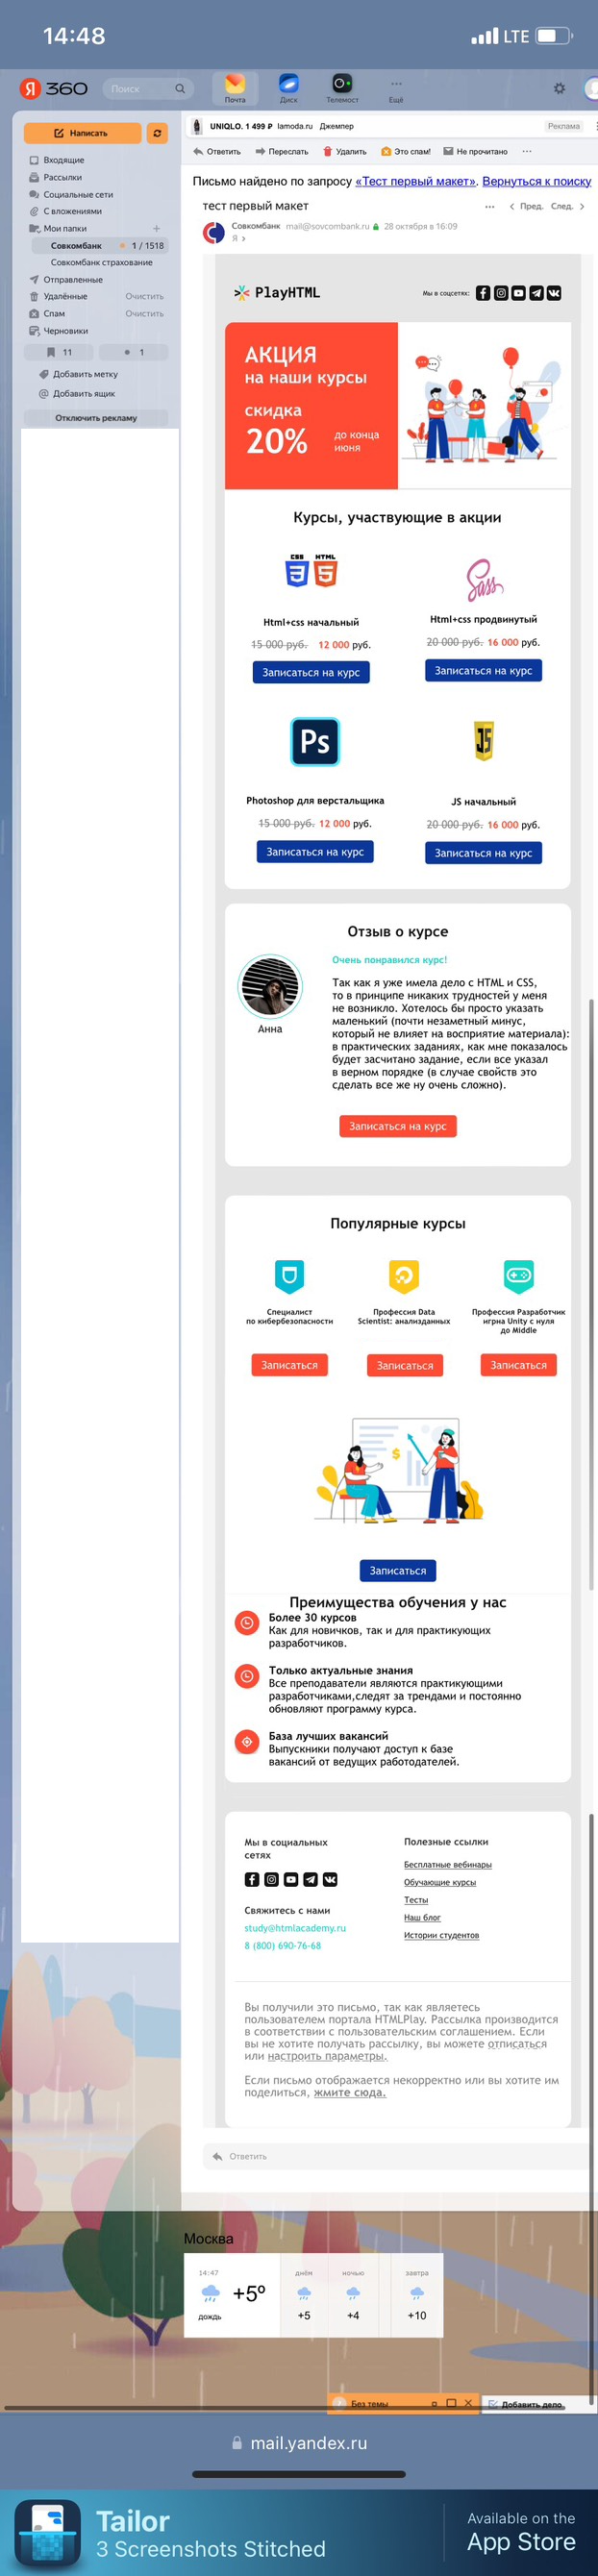 14:48
LTE
Я 360
Поиск
Почта
Диск
Телемост
Ещё
Написать
UNIQLO. 1 499 ₽ lamoda.ru Джемпер
Реклама
Ответить
Переслать
Удалить
Это спам!
Не прочитано
Входящие
Рассылки
Социальные сети
С вложениями
Мои папки
Совкомбанк 1 / 1518
Совкомбанк страхование
Отправленные
Удалённые Очистить
Спам Очистить
Черновики
11
1
Добавить метку
Добавить ящик
Отключить рекламу
Письмо найдено по запросу «Тест первый макет». Вернуться к поиску
тест первый макет
Пред. След.
Совкомбанк mail@sovcombank.ru 28 октября в 16:09
Я
PlayHTML
Мы в соцсетях:
АКЦИЯ
на наши курсы
скидка
20%
до конца
июня
Курсы, участвующие в акции
CSS HTML
Sass
Html+css начальный
Html+css продвинутый
15 000 руб. 12 000 руб.
20 000 руб. 16 000 руб.
Записаться на курс
Записаться на курс
Ps
JS
Photoshop для верстальщика
JS начальный
15 000 руб. 12 000 руб.
20 000 руб. 16 000 руб.
Записаться на курс
Записаться на курс
Отзыв о курсе
Очень понравился курс!
Анна
Так как я уже имела дело с HTML и CSS,
то в принципе никаких трудностей у меня
не возникло. Хотелось бы просто указать
маленький (почти незаметный минус,
который не влияет на восприятие материала):
в практических заданиях, как мне показалось
будет засчитано задание, если все указал
в верном порядке (в случае свойств это
сделать все же ну очень сложно).
Записаться на курс
Популярные курсы
Специалист
по кибербезопасности
Профессия Data
Scientist: анализданных
Профессия Разработчик
игрна Unity с нуля
до Middle
Записаться
Записаться
Записаться
Записаться
Преимущества обучения у нас
Более 30 курсов
Как для новичков, так и для практикующих
разработчиков.
Только актуальные знания
Все преподаватели являются практикующими
разработчиками,следят за трендами и постоянно
обновляют программу курса.
База лучших вакансий
Выпускники получают доступ к базе
вакансий от ведущих работодателей.
Мы в социальных
сетях
Свяжитесь с нами
study@htmlacademy.ru
8 (800) 690-76-68
Полезные ссылки
Бесплатные вебинары
Обучающие курсы
Тесты
Наш блог
Истории студентов
Вы получили это письмо, так как являетесь
пользователем портала HTMLPlay. Рассылка производится
в соответствии с пользовательским соглашением. Если
вы не хотите получать рассылку, вы можете отписаться
или настроить параметры.
Если письмо отображается некорректно или вы хотите им
поделиться, жмите сюда.
Ответить
Москва
14:47
+5°
дождь
днём
+5
ночью
+4
завтра
+10
Без темы
Добавить дело
mail.yandex.ru
Tailor
3 Screenshots Stitched
Available on the
App Store